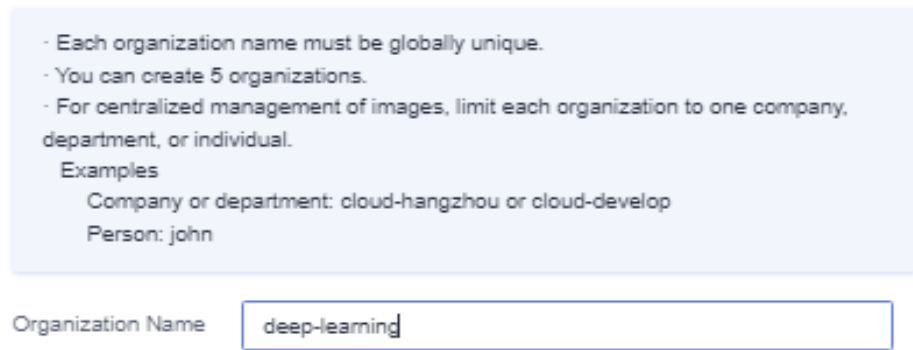 · Each organization name must be globally unique.
· You can create 5 organizations.
· For centralized management of images, limit each organization to one company,
department, or individual.
Examples
Company or department: cloud-hangzhou or cloud-develop
Person: john
Organization Name
deep-learning